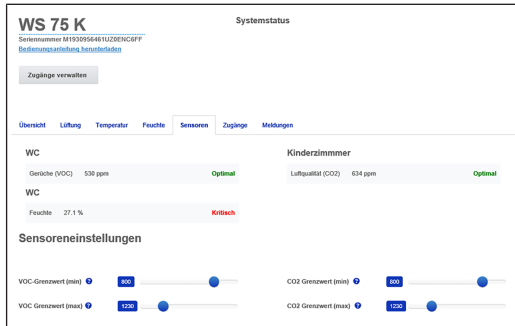 WS 75 K
Systemstatus
Seriennummer M1930956461UZ0ENC6FF
Bedienungsanleitung herunterladen
Zugänge verwalten
Übersicht Lüftung Temperatur Feuchte Sensoren Zugänge Meldungen
WC
Gerüche (VOC) 530 ppm Optimal
WC
Feuchte 27.1 % Kritisch
Kinderzimmmer
Luftqualität (CO2) 634 ppm Optimal
Sensoreneinstellungen
VOC-Grenzwert (min) ? 800
CO2 Grenzwert (min) ? 800
VOC Grenzwert (max) ? 1230
CO2 Grenzwert (max) ? 1230